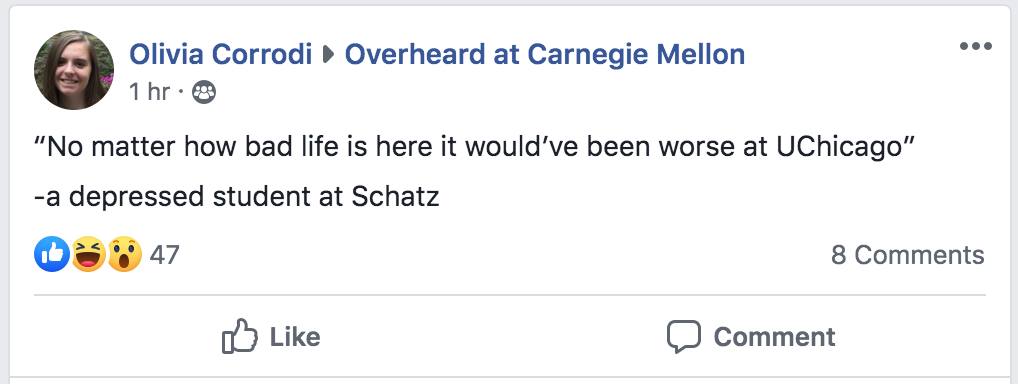 Olivia Corrodi ▸ Overheard at Carnegie Mellon
1 hr ·
“No matter how bad life is here it would’ve been worse at UChicago”
-a depressed student at Schatz
47
8 Comments
Like
Comment